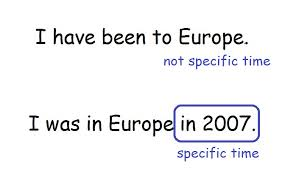 I have been to Europe.
not specific time
I was in Europe in 2007.
specific time